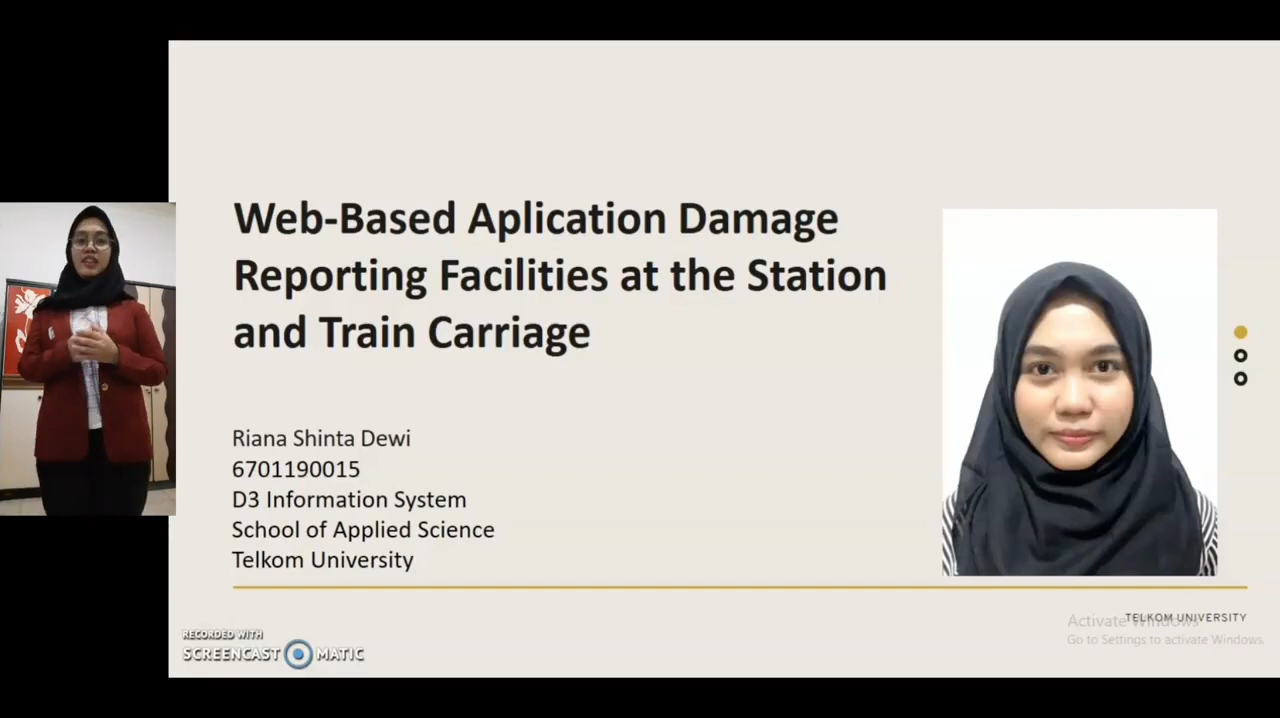 Web-Based Aplication Damage
Reporting Facilities at the Station
and Train Carriage
Riana Shinta Dewi
6701190015
D3 Information System
School of Applied Science
Telkom University
TELKOM UNIVERSITY
Activate Windows
Go to Settings to activate Windows.
RECORDED WITH
SCREENCAST MATIC